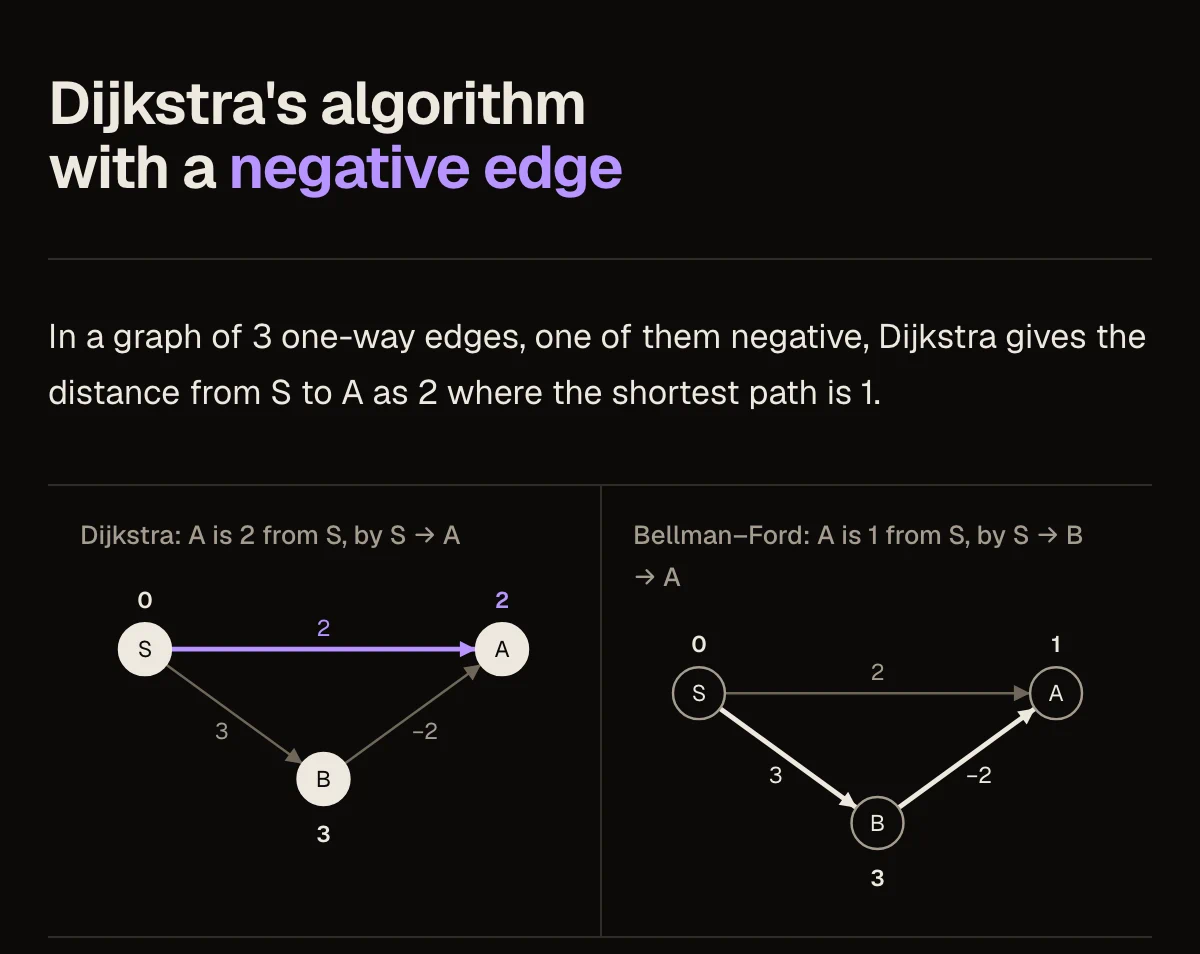 Dijkstra's algorithm
with a negative edge
In a graph of 3 one-way edges, one of them negative, Dijkstra gives the
distance from S to A as 2 where the shortest path is 1.
Dijkstra: A is 2 from S, by S → A
0
2
2
S
A
3
−2
B
3
Bellman–Ford: A is 1 from S, by S → B
→ A
0
1
2
S
A
3
−2
B
3